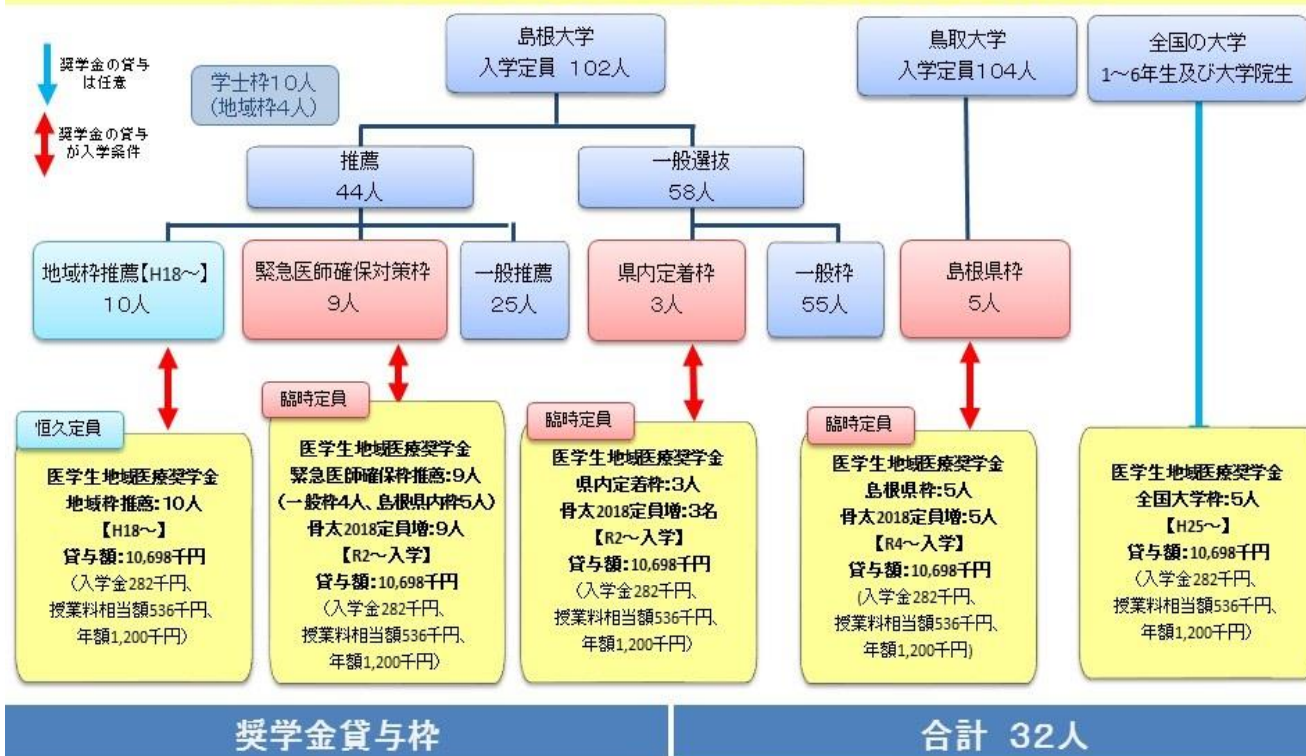 奨学金の貸与
は任意
奨学金の貸与
が入学条件
学士枠10人
(地域枠4人)
島根大学
入学定員 102人
鳥取大学
入学定員104人
全国の大学
1～6年生及び大学院生
推薦
44人
一般選抜
58人
地域枠推薦【H18～】
10人
緊急医師確保対策枠
9人
一般推薦
25人
県内定着枠
3人
一般枠
55人
島根県枠
5人
恒久定員
医学生地域医療奨学金
地域枠推薦:10人
【H18～】
貸与額:10,698千円
（入学金282千円、
授業料相当額536千円、
年額1,200千円）
臨時定員
医学生地域医療奨学金
緊急医師確保枠推薦:9人
(一般枠4人、島根県内枠5人)
骨太2018定員増:9人
【R2～入学】
貸与額:10,698千円
（入学金282千円、
授業料相当額536千円、
年額1,200千円）
臨時定員
医学生地域医療奨学金
県内定着枠:3人
骨太2018定員増:3名
【R2～入学】
貸与額:10,698千円
（入学金282千円、
授業料相当額536千円、
年額1,200千円）
臨時定員
医学生地域医療奨学金
島根県枠:5人
骨太2018定員増:5人
【R4～入学】
貸与額:10,698千円
(入学金282千円、
授業料相当額536千円、
年額1,200千円)
医学生地域医療奨学金
全国大学枠:5人
【H25～】
貸与額:10,698千円
（入学金282千円、
授業料相当額536千円、
年額1,200千円）
奨学金貸与枠
合計 32人